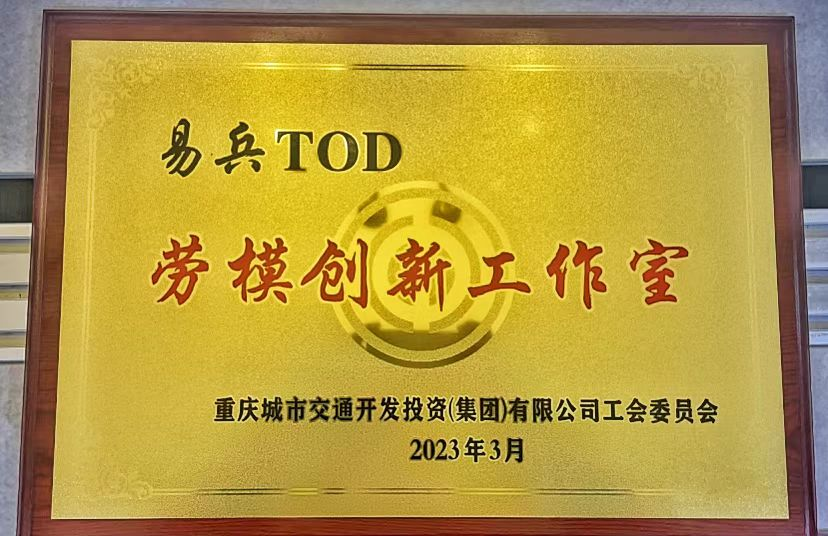 易兵TOD
劳模创新工作室
重庆城市交通开发投资(集团)有限公司工会委员会
2023年3月